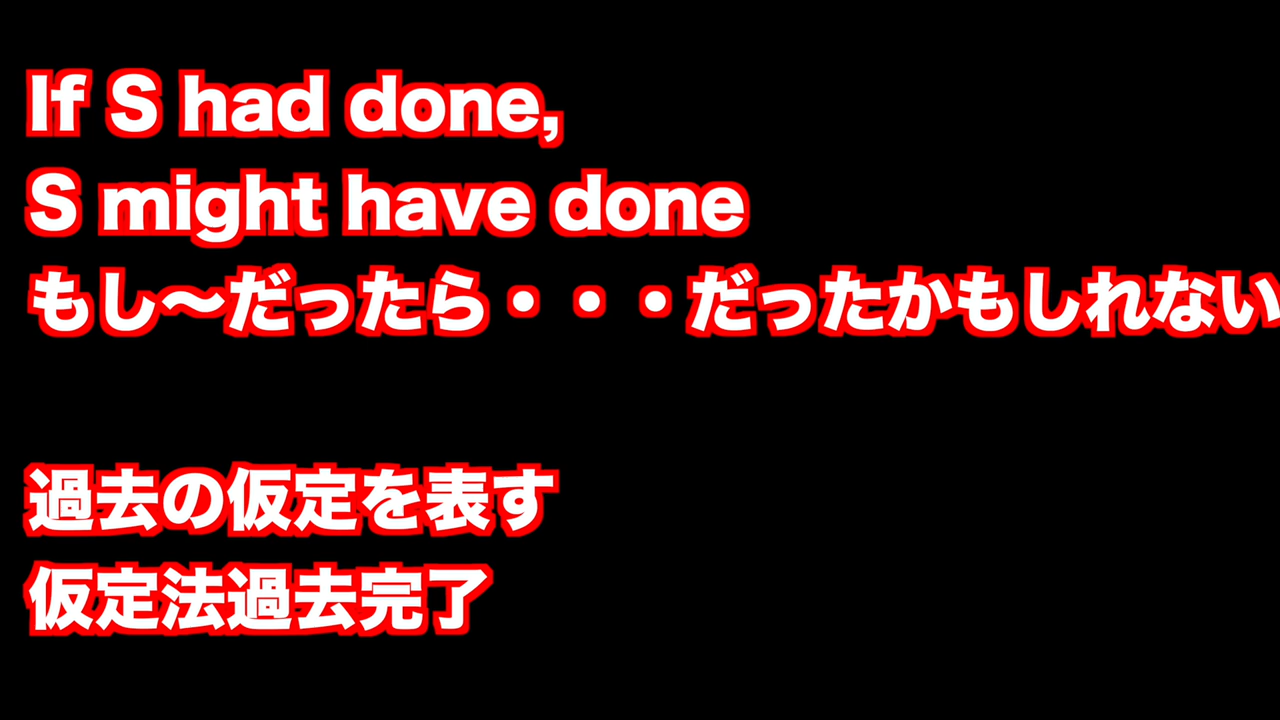 If S had done,
S might have done
もし〜だったら・・・だったかもしれない
過去の仮定を表す
仮定法過去完了